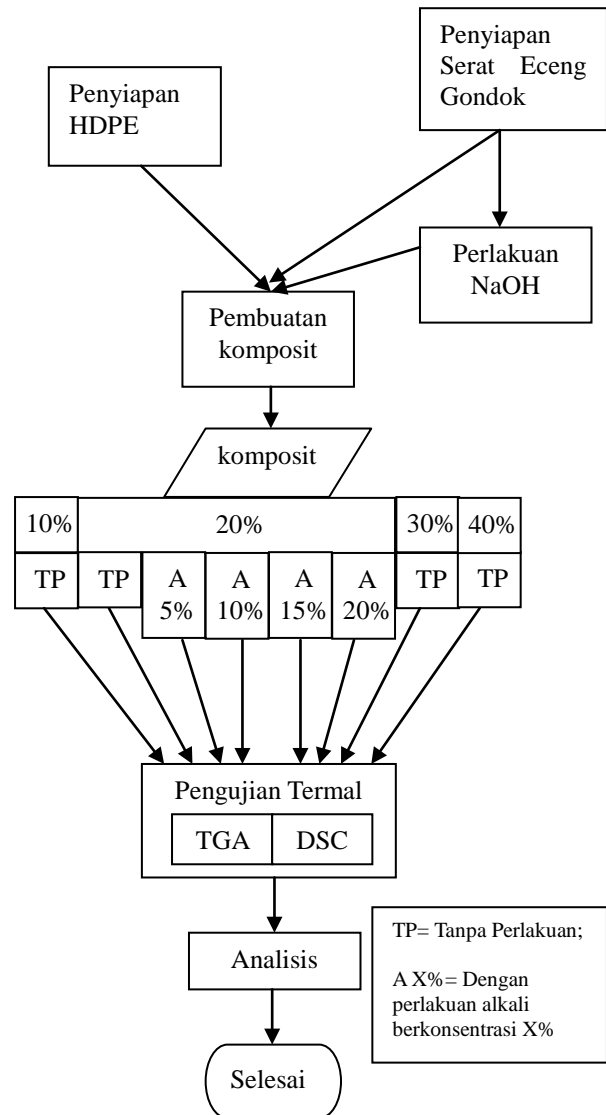 Penyiapan
HDPE
Penyiapan
Serat Eceng
Gondok
Perlakuan
NaOH
Pembuatan
komposit
komposit
10% 20% 30% 40%
TP TP A 5% A 10% A 15% A 20% TP TP
Pengujian Termal
TGA DSC
Analisis
Selesai
TP= Tanpa Perlakuan;
A X%= Dengan
perlakuan alkali
berkonsentrasi X%